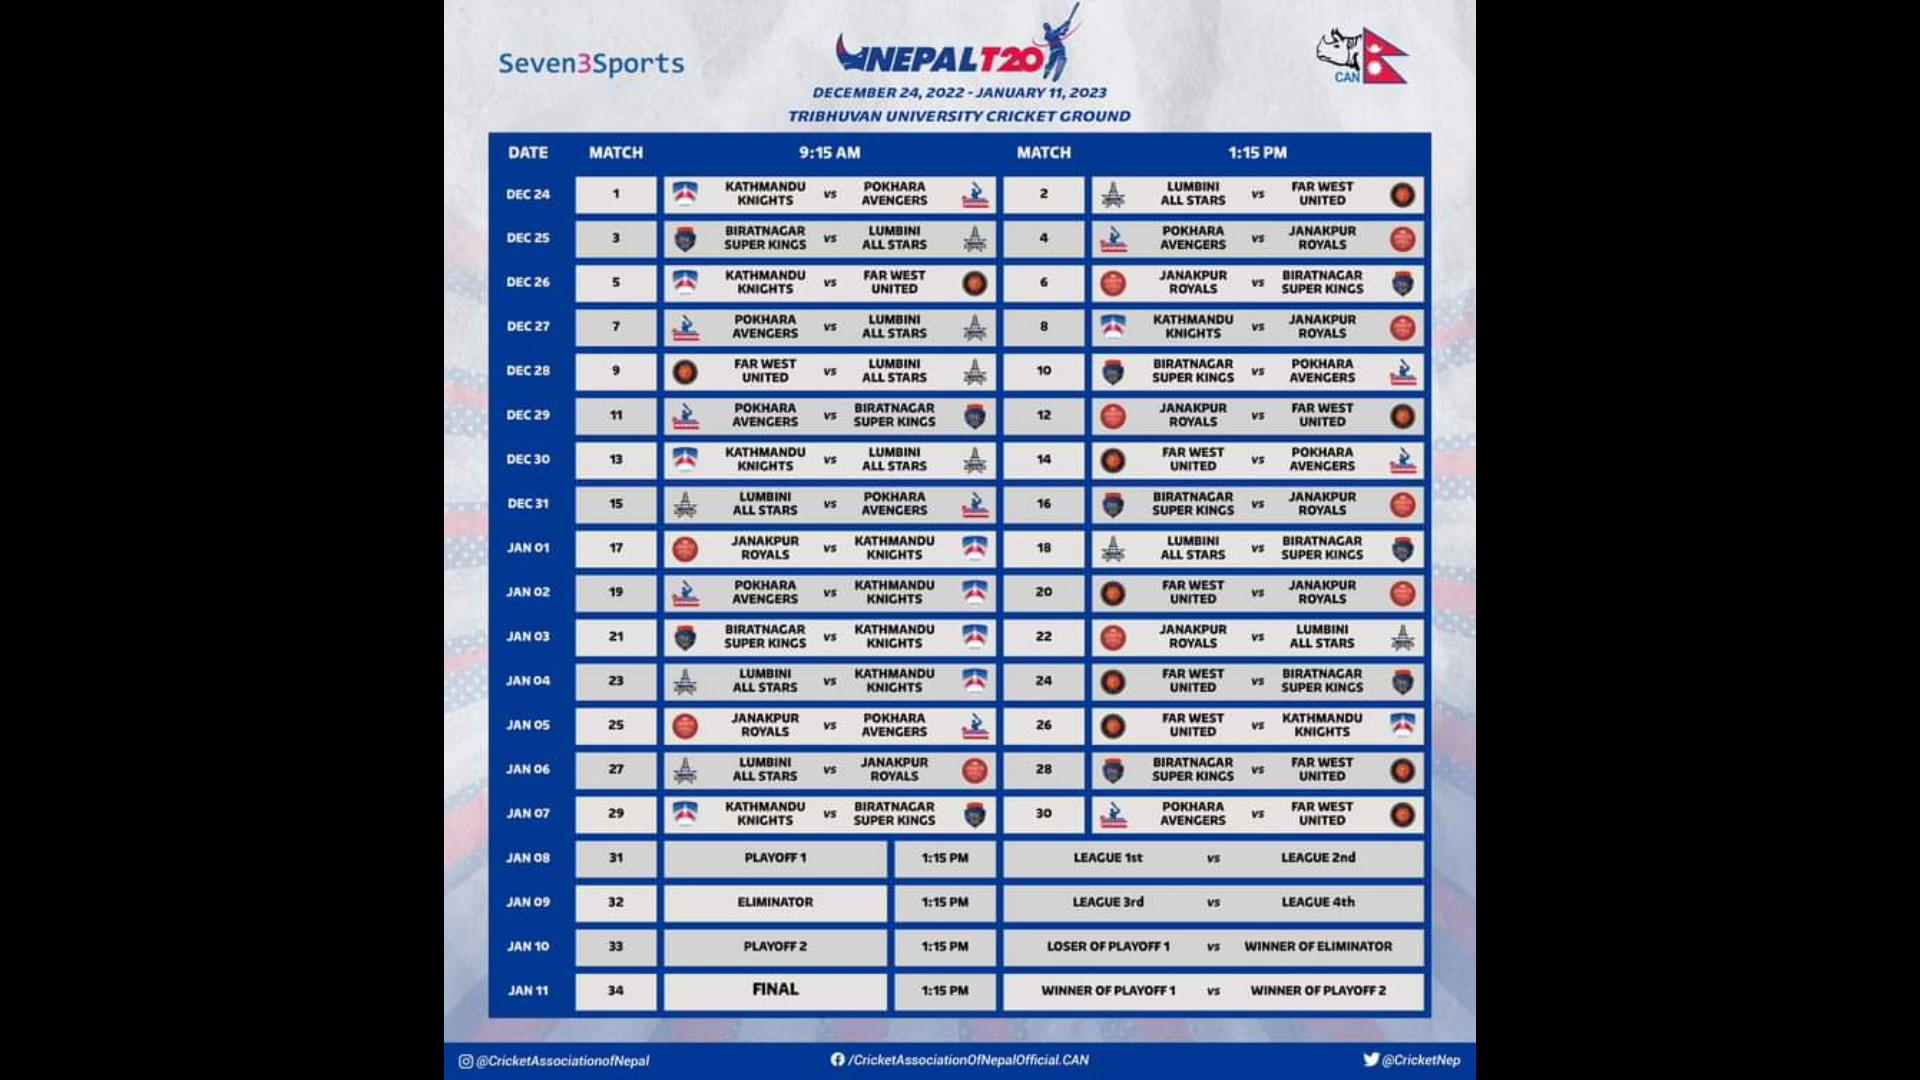 Seven3Sports
NEPALT20
CAN
DECEMBER 24, 2022 - JANUARY 11, 2023
TRIBHUVAN UNIVERSITY CRICKET GROUND
DATE MATCH 9:15 AM MATCH 1:15 PM
DEC 24 1 KATHMANDU KNIGHTS vs POKHARA AVENGERS 2 LUMBINI ALL STARS vs FAR WEST UNITED
DEC 25 3 BIRATNAGAR SUPER KINGS vs LUMBINI ALL STARS 4 POKHARA AVENGERS vs JANAKPUR ROYALS
DEC 26 5 KATHMANDU KNIGHTS vs FAR WEST UNITED 6 JANAKPUR ROYALS vs BIRATNAGAR SUPER KINGS
DEC 27 7 POKHARA AVENGERS vs LUMBINI ALL STARS 8 KATHMANDU KNIGHTS vs JANAKPUR ROYALS
DEC 28 9 FAR WEST UNITED vs LUMBINI ALL STARS 10 BIRATNAGAR SUPER KINGS vs POKHARA AVENGERS
DEC 29 11 POKHARA AVENGERS vs BIRATNAGAR SUPER KINGS 12 JANAKPUR ROYALS vs FAR WEST UNITED
DEC 30 13 KATHMANDU KNIGHTS vs LUMBINI ALL STARS 14 FAR WEST UNITED vs POKHARA AVENGERS
DEC 31 15 LUMBINI ALL STARS vs POKHARA AVENGERS 16 BIRATNAGAR SUPER KINGS vs JANAKPUR ROYALS
JAN 01 17 JANAKPUR ROYALS vs KATHMANDU KNIGHTS 18 LUMBINI ALL STARS vs BIRATNAGAR SUPER KINGS
JAN 02 19 POKHARA AVENGERS vs KATHMANDU KNIGHTS 20 FAR WEST UNITED vs JANAKPUR ROYALS
JAN 03 21 BIRATNAGAR SUPER KINGS vs KATHMANDU KNIGHTS 22 JANAKPUR ROYALS vs LUMBINI ALL STARS
JAN 04 23 LUMBINI ALL STARS vs KATHMANDU KNIGHTS 24 FAR WEST UNITED vs BIRATNAGAR SUPER KINGS
JAN 05 25 JANAKPUR ROYALS vs POKHARA AVENGERS 26 FAR WEST UNITED vs KATHMANDU KNIGHTS
JAN 06 27 LUMBINI ALL STARS vs JANAKPUR ROYALS 28 BIRATNAGAR SUPER KINGS vs FAR WEST UNITED
JAN 07 29 KATHMANDU KNIGHTS vs BIRATNAGAR SUPER KINGS 30 POKHARA AVENGERS vs FAR WEST UNITED
JAN 08 31 PLAYOFF 1 1:15 PM LEAGUE 1st vs LEAGUE 2nd
JAN 09 32 ELIMINATOR 1:15 PM LEAGUE 3rd vs LEAGUE 4th
JAN 10 33 PLAYOFF 2 1:15 PM LOSER OF PLAYOFF 1 vs WINNER OF ELIMINATOR
JAN 11 34 FINAL 1:15 PM WINNER OF PLAYOFF 1 vs WINNER OF PLAYOFF 2
@CricketAssociationofNepal /CricketAssociationOfNepalOfficial.CAN @CricketNep